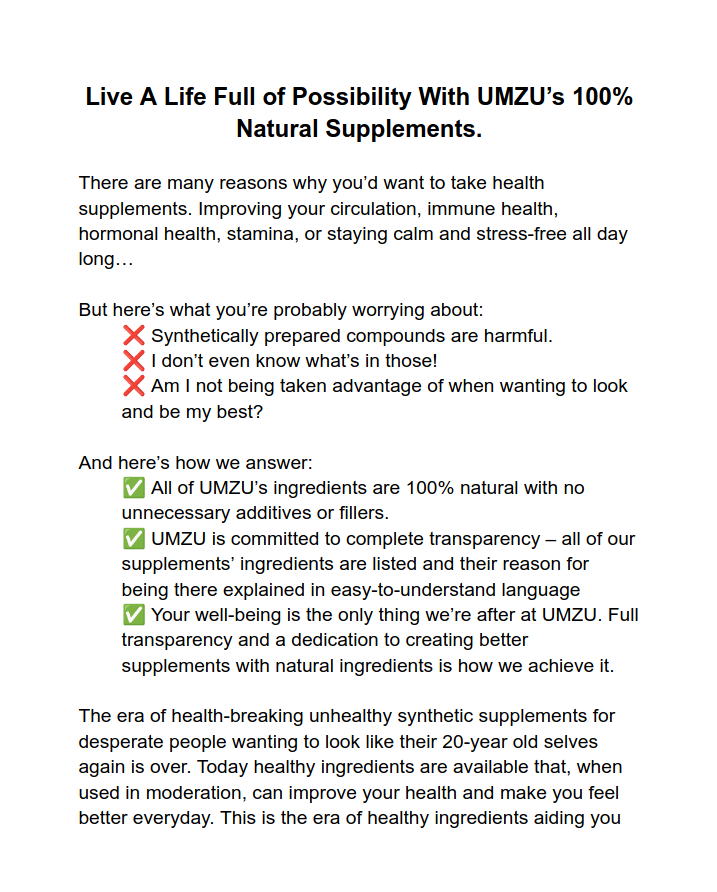 Live A Life Full of Possibility With UMZU’s 100%
Natural Supplements.
There are many reasons why you’d want to take health
supplements. Improving your circulation, immune health,
hormonal health, stamina, or staying calm and stress-free all day
long…
But here’s what you’re probably worrying about:
❌ Synthetically prepared compounds are harmful.
❌ I don’t even know what’s in those!
❌ Am I not being taken advantage of when wanting to look
and be my best?
And here’s how we answer:
✅ All of UMZU’s ingredients are 100% natural with no
unnecessary additives or fillers.
✅ UMZU is committed to complete transparency – all of our
supplements’ ingredients are listed and their reason for
being there explained in easy-to-understand language
✅ Your well-being is the only thing we’re after at UMZU. Full
transparency and a dedication to creating better
supplements with natural ingredients is how we achieve it.
The era of health-breaking unhealthy synthetic supplements for
desperate people wanting to look like their 20-year old selves
again is over. Today healthy ingredients are available that, when
used in moderation, can improve your health and make you feel
better everyday. This is the era of healthy ingredients aiding you